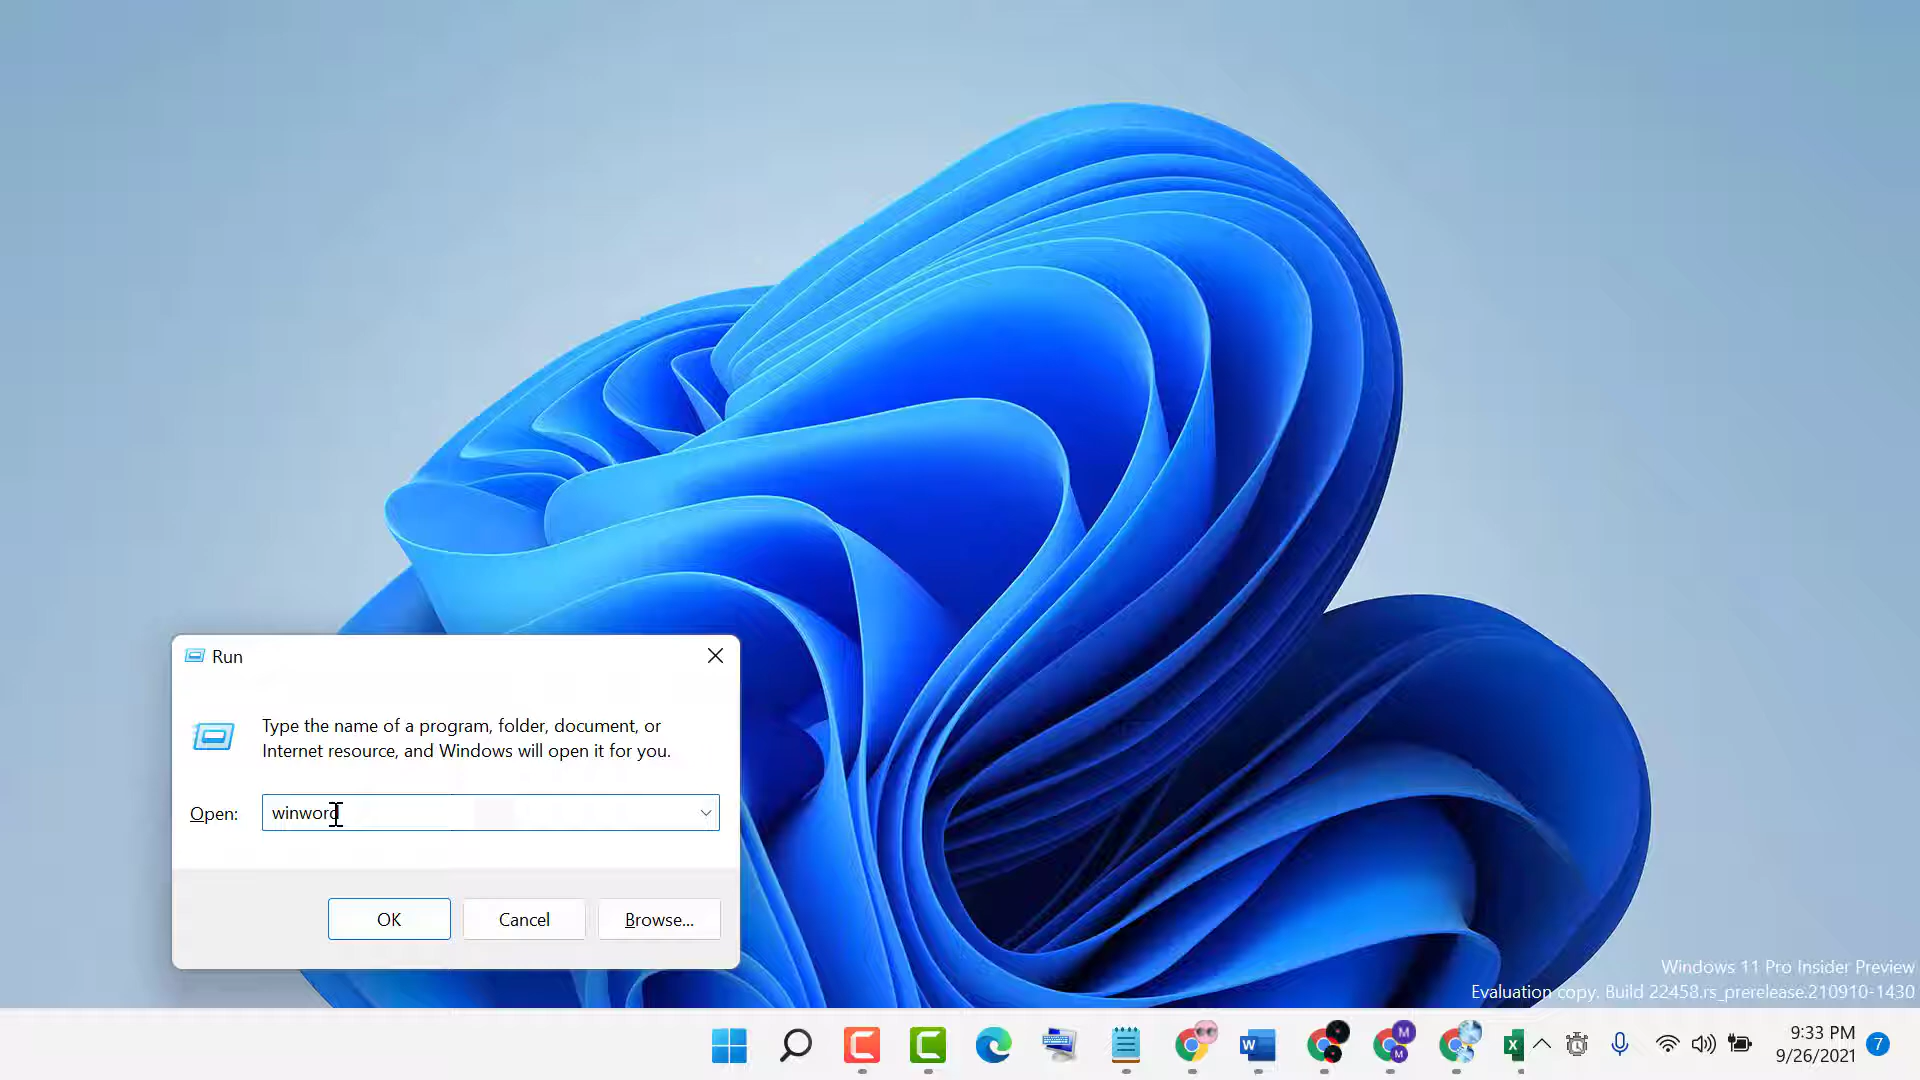 Run
Type the name of a program, folder, document, or
Internet resource, and Windows will open it for you.
Open: winword
OK Cancel Browse...
Windows 11 Pro Insider Preview
Evaluation copy. Build 22458.rs_prerelease.210910-1430
W M M X 9:33 PM 7
9/26/2021